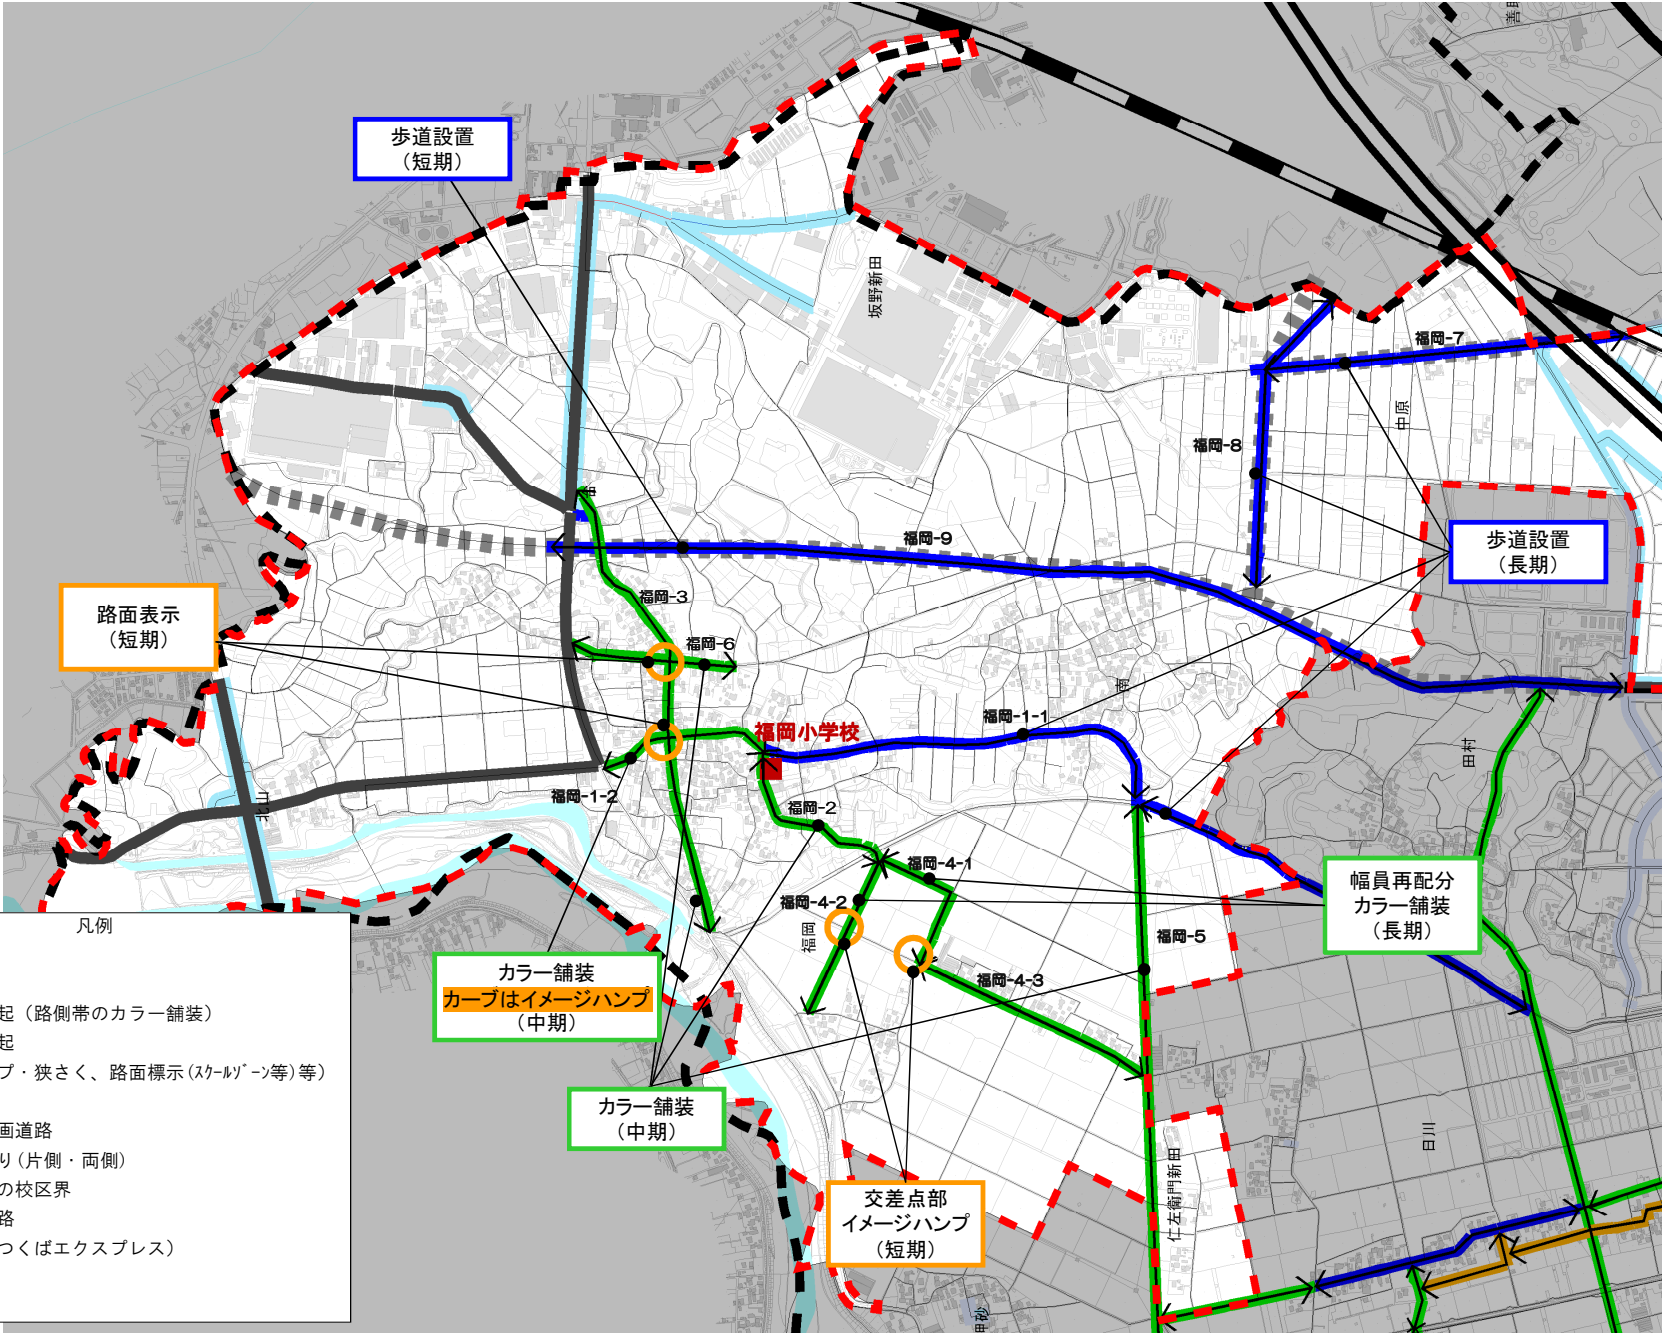 歩道設置
（短期）
坂野新田
福岡-7
中原
福岡-8
福岡-9
歩道設置
（長期）
路面表示
（短期）
福岡-3
福岡-6
南
福岡小学校
福岡-1-1
田村
北山
福岡-1-2
福岡-2
福岡-4-1
福岡-4-2
福岡
福岡-5
福岡-4-3
幅員再配分
カラー舗装
（長期）
カラー舗装
カーブはイメージハンプ
（中期）
カラー舗装
（中期）
交差点部
イメージハンプ
（短期）
仁左衛門新田
日川
凡例
起（路側帯のカラー舗装）
起
プ・狭さく、路面標示(ｽｸｰﾙｿﾞｰﾝ等)等）
画道路
り(片側・両側)
の校区界
路
つくばエクスプレス）